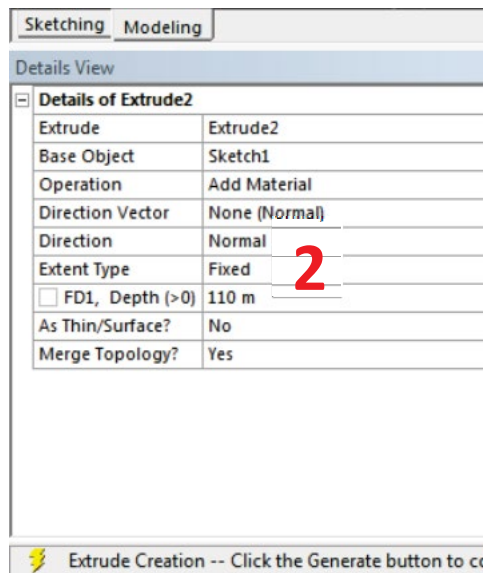 Sketching Modeling
Details View
Details of Extrude2
Extrude Extrude2
Base Object Sketch1
Operation Add Material
Direction Vector None (Normal)
Direction Normal
Extent Type Fixed
2
FD1, Depth (>0) 110 m
As Thin/Surface? No
Merge Topology? Yes
Extrude Creation -- Click the Generate button to